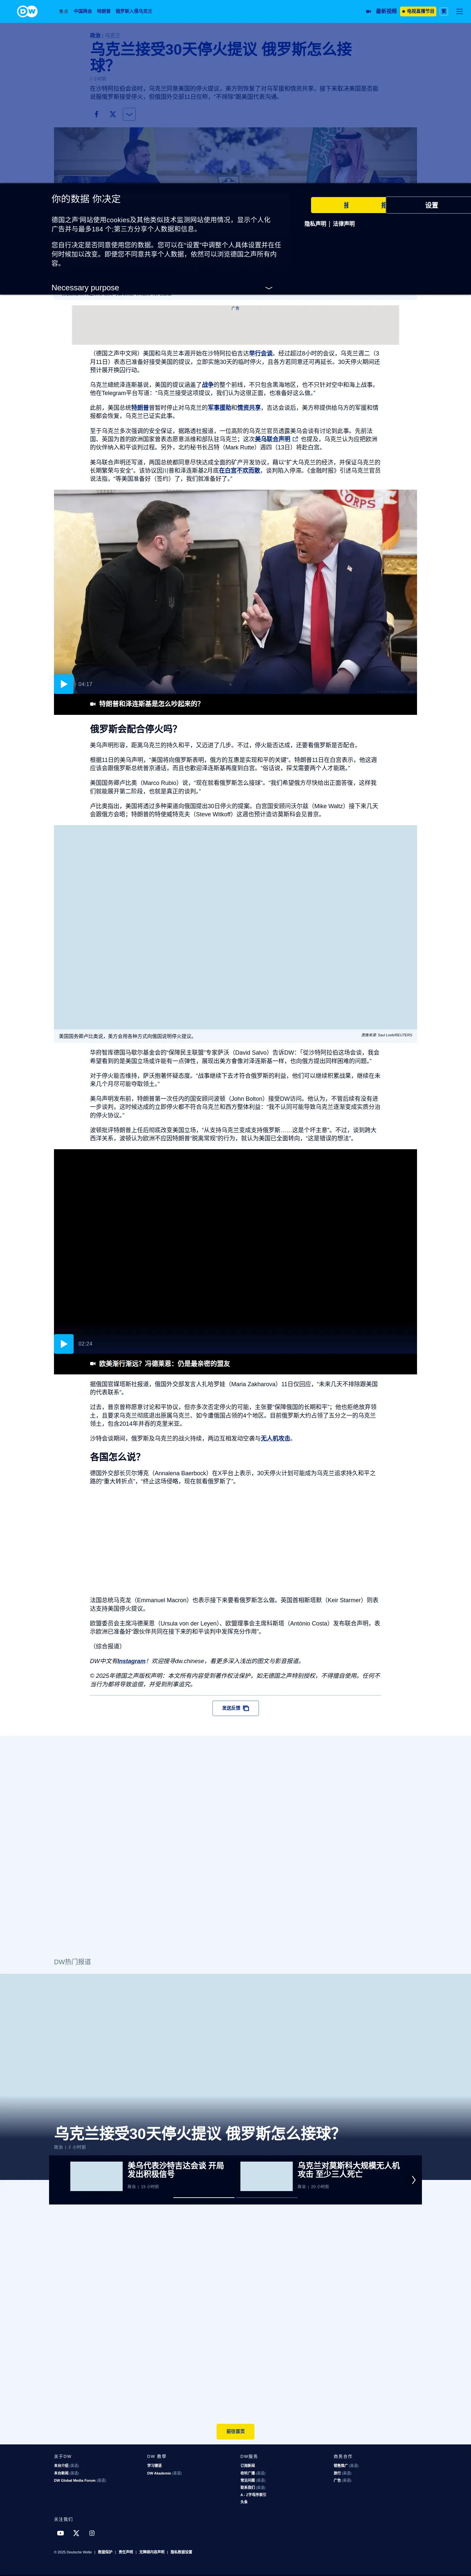 DW
焦点 中国两会 特朗普 俄罗斯入侵乌克兰
最新视频 电视直播节目
政治 | 乌克兰
乌克兰接受30天停火提议 俄罗斯怎么接球?
在沙特阿拉伯会谈时，乌克兰同意美国的停火提议，美方则恢复了对乌军援和情资共享。接下来取决美国是否能说服俄罗斯接受停火，但俄国外交部11日仅称，“不排除”跟美国代表沟通。
你的数据 你决定
德国之声’网站使用cookies及其他类似技术监测网站使用情况，显示个人化广告并与最多184 个;第三方分享个人数据和信息。
您自行决定是否同意使用您的数据。您可以在“设置”中调整个人具体设置并在任何时候加以改变。即使您不同意共享个人数据，依然可以浏览德国之声所有内容。
Necessary purpose
设置
隐私声明 | 法律声明
广告
（德国之声中文网）美国和乌克兰本週开始在沙特阿拉伯吉达举行会谈。经过超过8小时的会议，乌克兰週二（3月11日）表态已准备好接受美国的提议，立即实施30天的临时停火，且各方若同意还可再延长。30天停火期间还预计展开换囚行动。
乌克兰总统泽连斯基说，美国的提议涵盖了战争的整个前线，不只包含黑海地区，也不只针对空中和海上战事。他在Telegram平台写道：“乌克兰接受这项提议，我们认为这很正面，也准备好这么做。”
此前，美国总统特朗普曾暂时停止对乌克兰的军事援助和情资共享。吉达会谈后，美方称提供给乌方的军援和情报都会恢复，乌克兰已证实此事。
至于乌克兰多次强调的安全保证，据路透社报道，一位高阶的乌克兰官员透露美乌会谈有讨论到此事。先前法国、英国为首的欧洲国家曾表态愿意派维和部队驻乌克兰；这次美乌联合声明 也提及，乌克兰认为应把欧洲的伙伴纳入和平谈判过程。另外，北约秘书长吕特（Mark Rutte）週四（13日）将赴白宫。
美乌联合声明还写道，两国总统都同意尽快达成全面的矿产开发协议，藉以“扩大乌克兰的经济，并保证乌克兰的长期繁荣与安全”。该协议因川普和泽连斯基2月底在白宫不欢而散，谈判陷入停滞。《金融时报》引述乌克兰官员说法指，“等美国准备好（签约）了，我们就准备好了。”
04:17
特朗普和泽连斯基是怎么吵起来的?
俄罗斯会配合停火吗?
美乌声明形容，距离乌克兰的持久和平，又迈进了几步。不过，停火能否达成，还要看俄罗斯是否配合。
根据11日的美乌声明，“美国将向俄罗斯表明，俄方的互惠是实现和平的关键”。特朗普11日在白宫表示，他这週应该会跟俄罗斯总统普京通话，而且也歡迎泽连斯基再度到白宫。“俗话说，探戈需要两个人才能跳。”
美国国务卿卢比奥（Marco Rubio）说，“现在就看俄罗斯怎么接球”。“我们希望俄方尽快给出正面答復，这样我们就能展开第二阶段，也就是真正的谈判。”
卢比奥指出，美国将透过多种渠道向俄国提出30日停火的提案。白宫国安顾问沃尔茲（Mike Waltz）接下来几天会跟俄方会晤；特朗普的特使威特克夫（Steve Witkoff）这週也预计造访莫斯科会见普京。
美国国务卿卢比奥说，美方会用各种方式向俄国说明停火提议。
图像来源: Saul Loeb/REUTERS
华府智库德国马歇尔基金会的“保障民主联盟”专家萨沃（David Salvo）告诉DW：「從沙特阿拉伯这场会谈，我会希望看到的是美国立场或许能有一点弹性，展现出美方會像对泽连斯基一样，也向俄方提出同样困难的问题。”
对于停火能否维持，萨沃抱著怀疑态度。“战事继续下去才符合俄罗斯的利益，他们可以继续积累战果，继续在未来几个月尽可能夺取领土。”
美乌声明发布前，特朗普第一次任内的国安顾问波顿（John Bolton）接受DW访问。他认为，不管后续有没有进一步谈判，这时候达成的立即停火都不符合乌克兰和西方整体利益：“我不认同可能导致乌克兰逐渐变成实质分治的停火协议。”
波顿批评特朗普上任后彻底改变美国立场，“从支持乌克兰变成支持俄罗斯……这是个坏主意”。不过，谈到跨大西洋关系，波顿认为欧洲不应因特朗普“脱离常规”的行为，就认为美国已全面转向，“这是错误的想法”。
02:24
欧美渐行渐远？冯德莱恩：仍是最亲密的盟友
据俄国官媒塔斯社报道，俄国外交部发言人扎哈罗娃（Maria Zakharova）11日仅回应，“未来几天不排除跟美国的代表联系”。
过去，普京曾称愿意讨论和平协议，但亦多次否定停火的可能，主张要“保障俄国的长期和平”；他也拒绝放弃领土，且要求乌克兰彻底退出原属乌克兰、如今遭俄国占领的4个地区。目前俄罗斯大约占领了五分之一的乌克兰领土，包含2014年并吞的克里米亚。
沙特会谈期间，俄罗斯及乌克兰的战火持续，两边互相发动空袭与无人机攻击。
各国怎么说?
德国外交部长贝尔博克（Annalena Baerbock）在X平台上表示，30天停火计划可能成为乌克兰追求持久和平之路的“重大转折点”，“终止这场侵略，现在就看俄罗斯了”。
法国总统马克龙（Emmanuel Macron）也表示接下来要看俄罗斯怎么做。英国首相斯塔默（Keir Starmer）则表达支持美国停火提议。
欧盟委员会主席冯德莱恩（Ursula von der Leyen）、欧盟理事会主席科斯塔（António Costa）发布联合声明，表示欧洲已准备好“跟伙伴共同在接下来的和平谈判中发挥充分作用”。
（综合报道）
DW中文有Instagram！欢迎搜寻dw.chinese，看更多深入浅出的图文与影音报道。
© 2025年德国之声版权声明：本文所有内容受到著作权法保护，如无德国之声特别授权，不得擅自使用。任何不当行为都将导致追偿，并受到刑事追究。
发送反馈
DW热门报道
乌克兰接受30天停火提议 俄罗斯怎么接球?
政治 | 7 小时前
美乌代表沙特吉达会谈 开局发出积极信号
政治 | 15 小时前
乌克兰对莫斯科大规模无人机攻击 至少三人死亡
政治 | 20 小时前
前往首页
关于DW
本台介绍 (英语)
本台新闻 (英语)
DW Global Media Forum (英语)
DW 教学
学习德语
DW Akademie (英语)
DW服务
订阅新闻
收听广播 (英语)
常见问题 (英语)
联系我们 (英语)
A - Z字母序索引
头条
商务合作
销售推广 (英语)
旅行 (英语)
广告 (英语)
关注我们
© 2025 Deutsche Welle | 数据保护 | 责任声明 | 无障碍内容声明 | 隐私数据设置